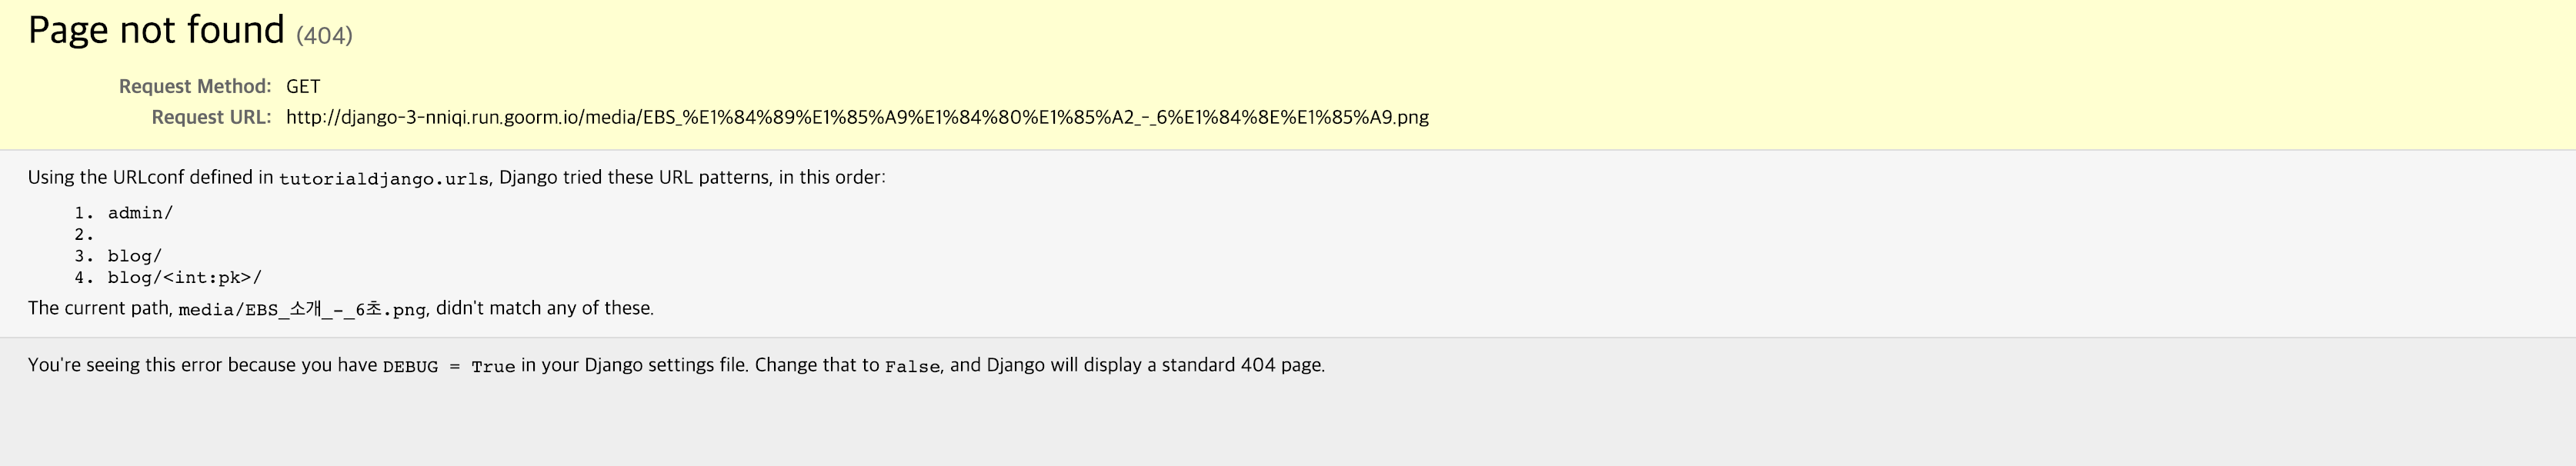 Page not found (404)
Request Method: GET
Request URL: http://django-3-nniqi.run.goorm.io/media/EBS_%E1%84%89%E1%85%A9%E1%84%80%E1%85%A2_-_6%E1%84%8E%E1%85%A9.png
Using the URLconf defined in tutorialdjango.urls, Django tried these URL patterns, in this order:
1. admin/
2.
3. blog/
4. blog/<int:pk>/
The current path, media/EBS_소개_-_6초.png, didn't match any of these.
You're seeing this error because you have DEBUG = True in your Django settings file. Change that to False, and Django will display a standard 404 page.